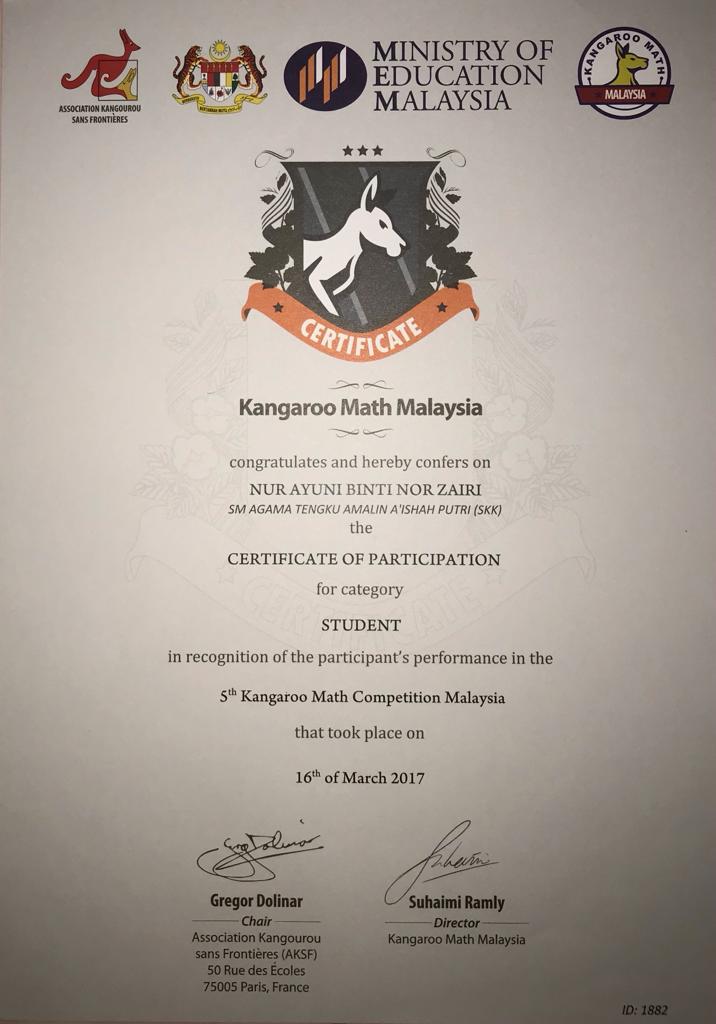 ASSOCIATION KANGOUROU
SANS FRONTIÈRES
MINISTRY OF
EDUCATION
MALAYSIA
KANGAROO MATH
MALAYSIA
CERTIFICATE
Kangaroo Math Malaysia
congratulates and hereby confers on
NUR AYUNI BINTI NOR ZAIRI
SM AGAMA TENGKU AMALIN A'ISHAH PUTRI (SKK)
the
CERTIFICATE OF PARTICIPATION
for category
STUDENT
in recognition of the participant's performance in the
5th Kangaroo Math Competition Malaysia
that took place on
16th of March 2017
Gregor Dolinar
Chair
Association Kangourou
sans Frontières (AKSF)
50 Rue des Écoles
75005 Paris, France
Suhaimi Ramly
Director
Kangaroo Math Malaysia
ID: 1882